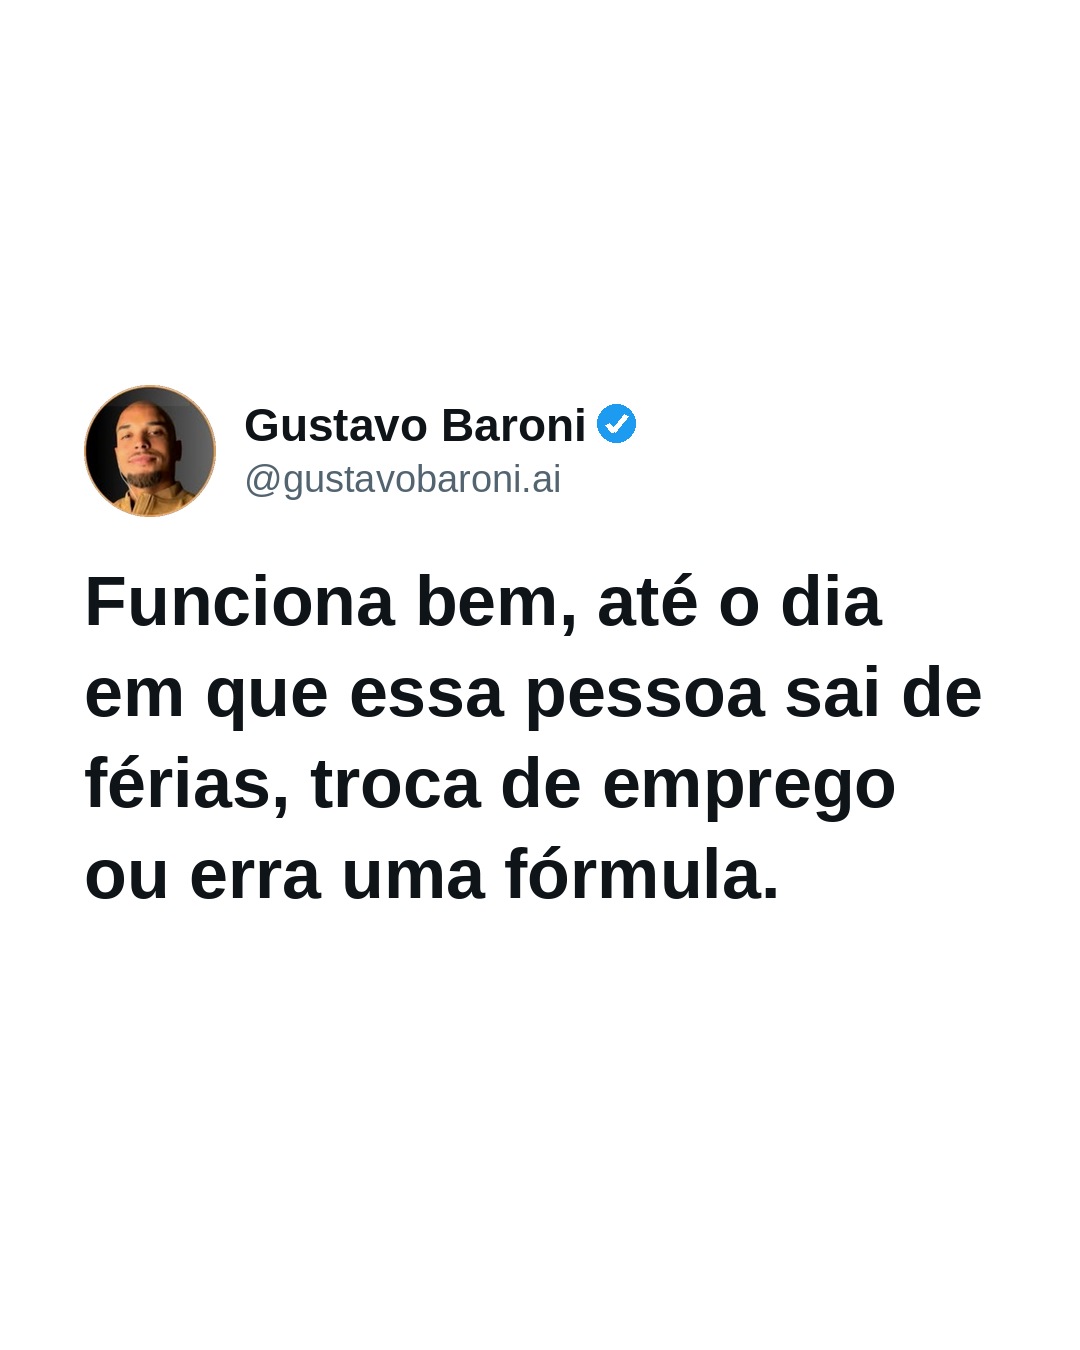 Gustavo Baroni
@gustavobaroni.ai
Funciona bem, até o dia
em que essa pessoa sai de
férias, troca de emprego
ou erra uma fórmula.